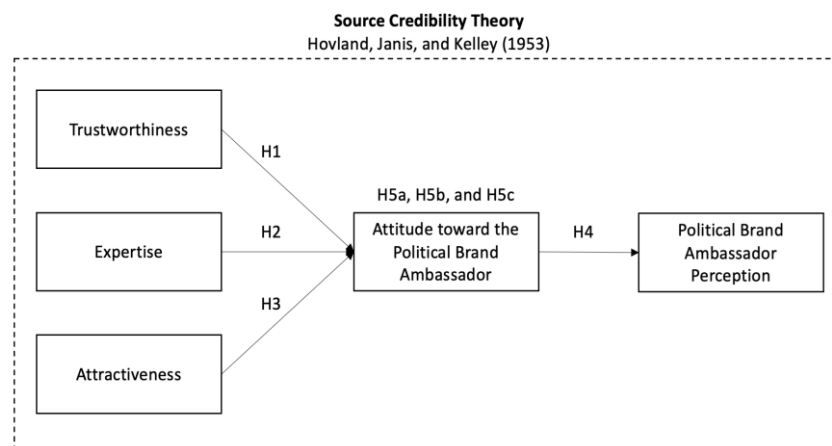 Source Credibility Theory
Hovland, Janis, and Kelley (1953)
Trustworthiness
H1
H5a, H5b, and H5c
Expertise
H2
Attitude toward the
Political Brand
Ambassador
H4
Political Brand
Ambassador
Perception
H3
Attractiveness